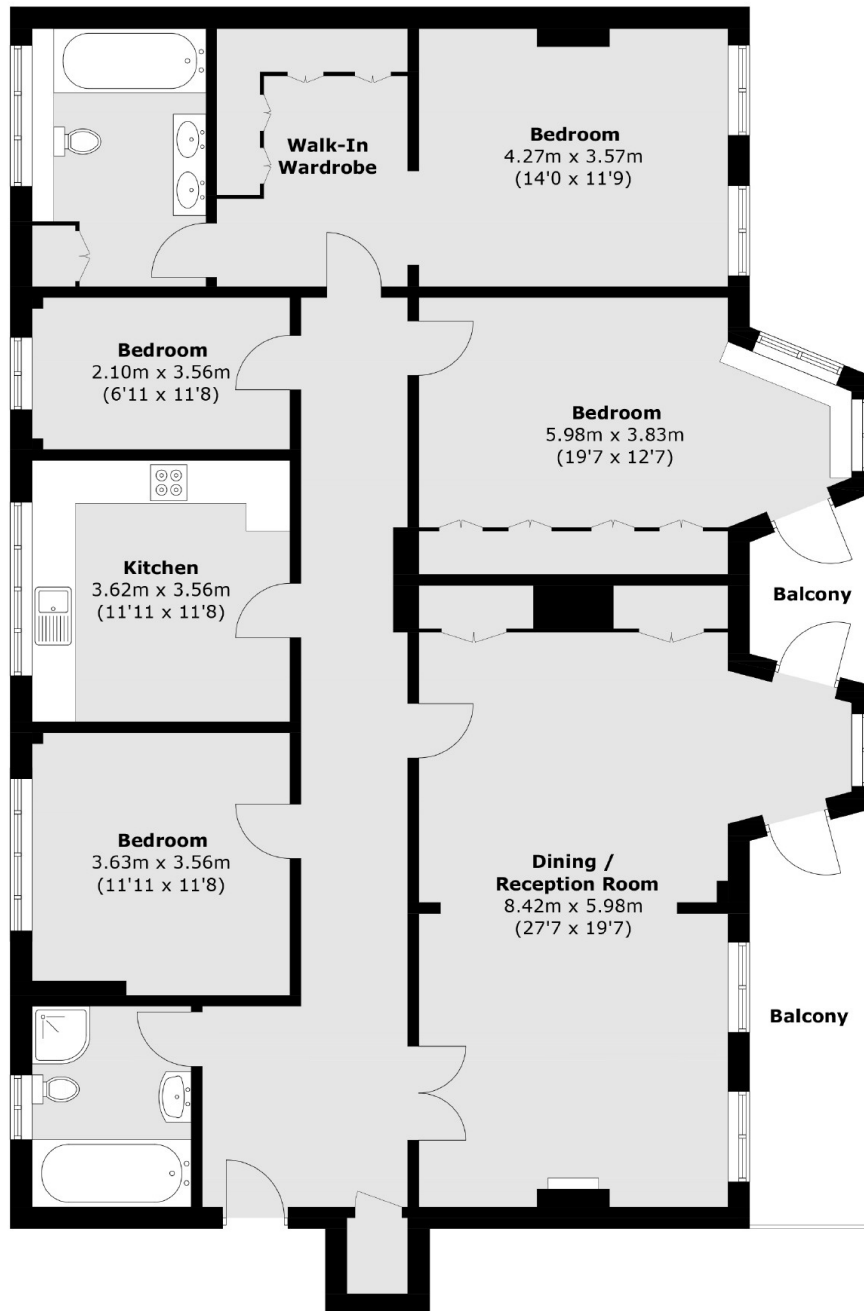 Walk-In
Wardrobe
Bedroom
4.27m x 3.57m
(14'0 x 11'9)
Bedroom
2.10m x 3.56m
(6'11 x 11'8)
Bedroom
5.98m x 3.83m
(19'7 x 12'7)
Kitchen
3.62m x 3.56m
(11'11 x 11'8)
Balcony
Bedroom
3.63m x 3.56m
(11'11 x 11'8)
Dining /
Reception Room
8.42m x 5.98m
(27'7 x 19'7)
Balcony